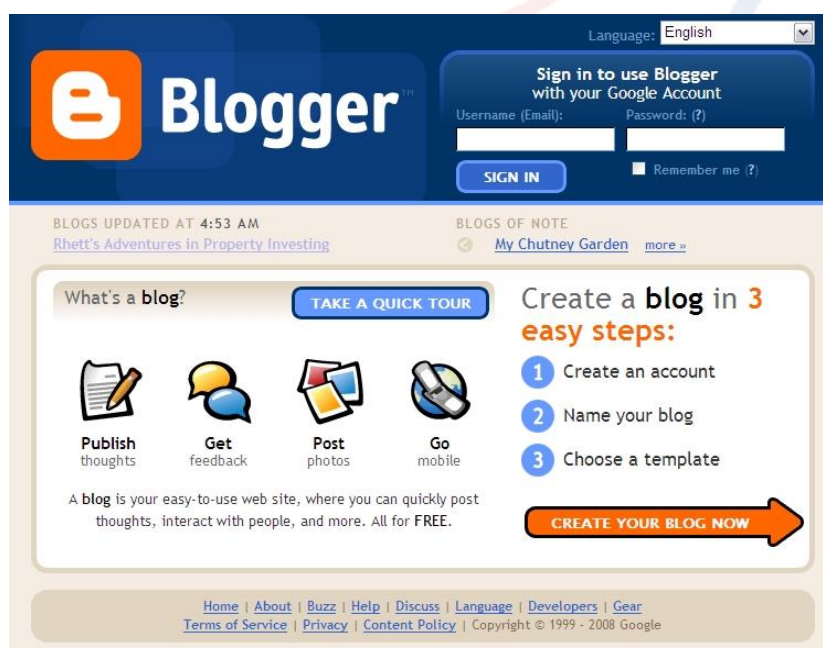 Language: English
Blogger™
Sign in to use Blogger
with your Google Account
Username (Email): Password: (?)
SIGN IN Remember me (?)
BLOGS UPDATED AT 4:53 AM
Rhett's Adventures in Property Investing
BLOGS OF NOTE
My Chutney Garden more »
What's a blog?
TAKE A QUICK TOUR
Publish
thoughts
Get
feedback
Post
photos
Go
mobile
A blog is your easy-to-use web site, where you can quickly post
thoughts, interact with people, and more. All for FREE.
Create a blog in 3
easy steps:
1 Create an account
2 Name your blog
3 Choose a template
CREATE YOUR BLOG NOW
Home | About | Buzz | Help | Discuss | Language | Developers | Gear
Terms of Service | Privacy | Content Policy | Copyright © 1999 - 2008 Google